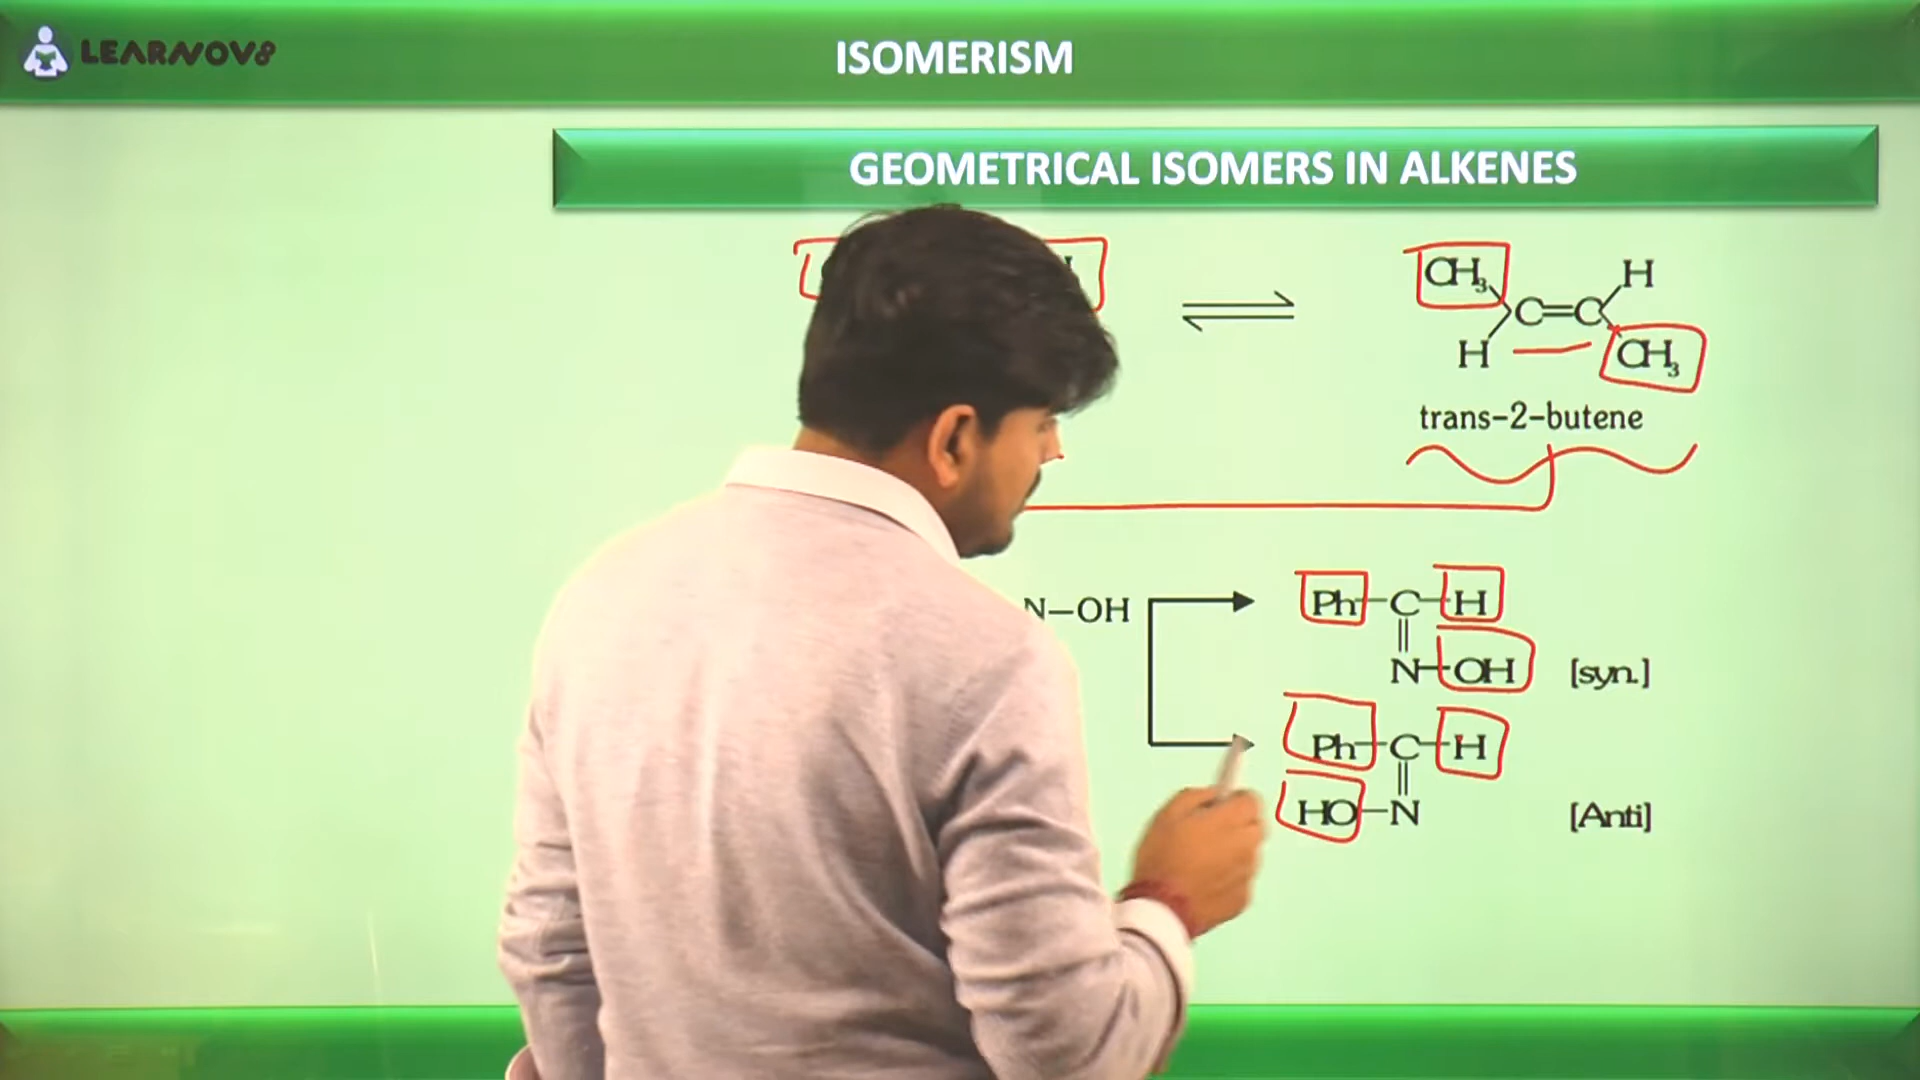 LEARNOV8
ISOMERISM
GEOMETRICAL ISOMERS IN ALKENES
CH₃ H
C=C
H CH₃
trans-2-butene
N-OH
Ph-C-H
||
N-OH [syn.]
Ph-C-H
||
HO-N [Anti]